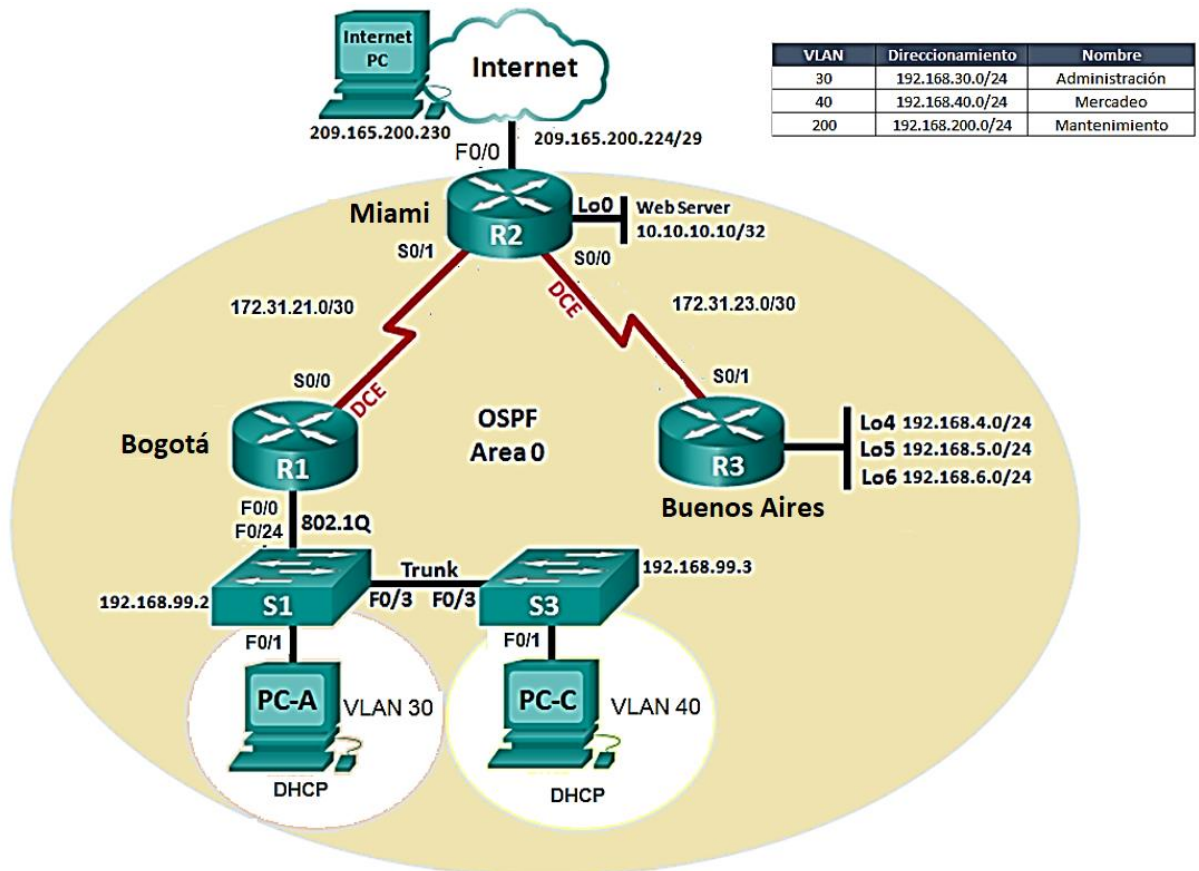 Internet
PC
Internet
209.165.200.230
209.165.200.224/29
F0/0
VLAN Direccionamiento Nombre
30 192.168.30.0/24 Administración
40 192.168.40.0/24 Mercadeo
200 192.168.200.0/24 Mantenimiento
Miami
R2
Lo0
Web Server
10.10.10.10/32
S0/1
S0/0
DCE
172.31.21.0/30
172.31.23.0/30
S0/0
DCE
S0/1
OSPF
Area 0
Bogotá
R1
R3
Buenos Aires
Lo4 192.168.4.0/24
Lo5 192.168.5.0/24
Lo6 192.168.6.0/24
F0/0
F0/24
802.1Q
192.168.99.2
S1
Trunk
F0/3 F0/3
S3
192.168.99.3
F0/1
F0/1
PC-A
VLAN 30
DHCP
PC-C
VLAN 40
DHCP